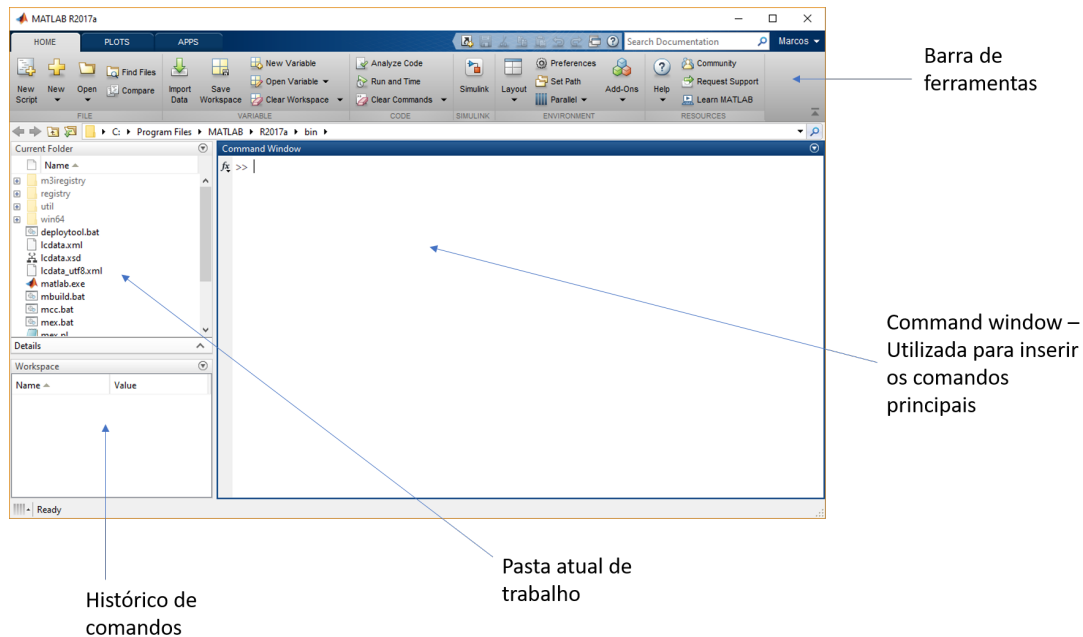 MATLAB R2017a
HOME PLOTS APPS
Search Documentation
Marcos
New Script
New
Open
Find Files
Compare
Import Data
Save Workspace
New Variable
Open Variable
Clear Workspace
Analyze Code
Run and Time
Clear Commands
Simulink
Layout
Preferences
Set Path
Parallel
Add-Ons
Help
Community
Request Support
Learn MATLAB
FILE VARIABLE CODE SIMULINK ENVIRONMENT RESOURCES
C: Program Files MATLAB R2017a bin
Current Folder
Name
m3iregistry
registry
util
win64
deploytool.bat
lcdata.xml
lcdata.xsd
lcdata_utf8.xml
matlab.exe
mbuild.bat
mcc.bat
mex.bat
mex.pl
Details
Workspace
Name Value
Command Window
fx >>
Ready
Barra de
ferramentas
Command window –
Utilizada para inserir
os comandos
principais
Pasta atual de
trabalho
Histórico de
comandos